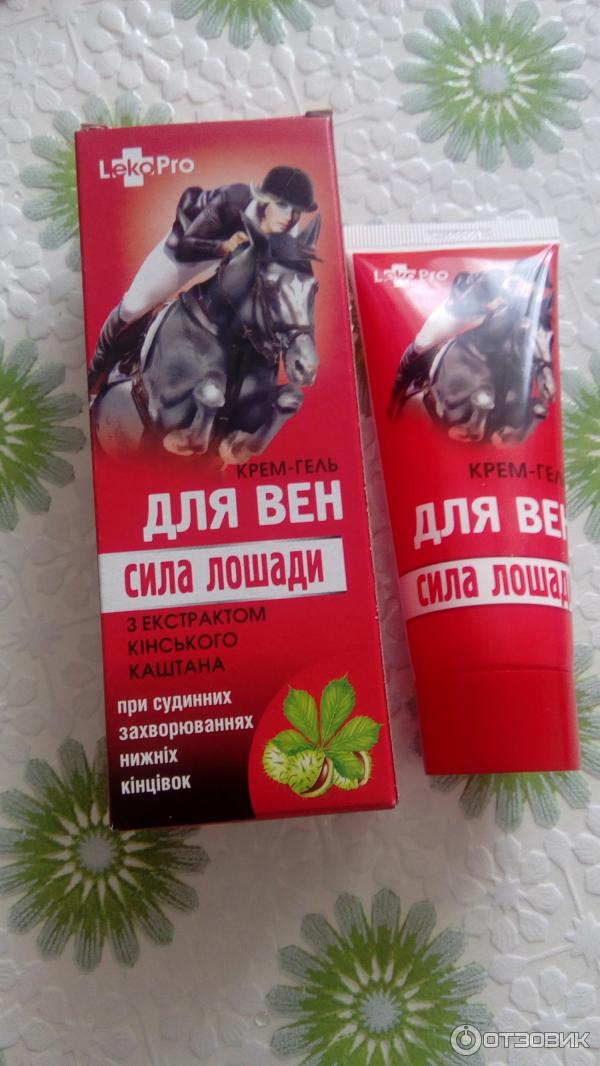 LekoPro
КРЕМ-ГЕЛЬ
ДЛЯ ВЕН
СИЛА ЛОШАДИ
З ЕКСТРАКТОМ
КІНСЬКОГО
КАШТАНА
при судинних
захворюваннях
нижніх
кінцівок
LekoPro
КРЕМ-ГЕЛЬ
ДЛЯ ВЕН
СИЛА ЛОШАДИ
ОТЗОВИК